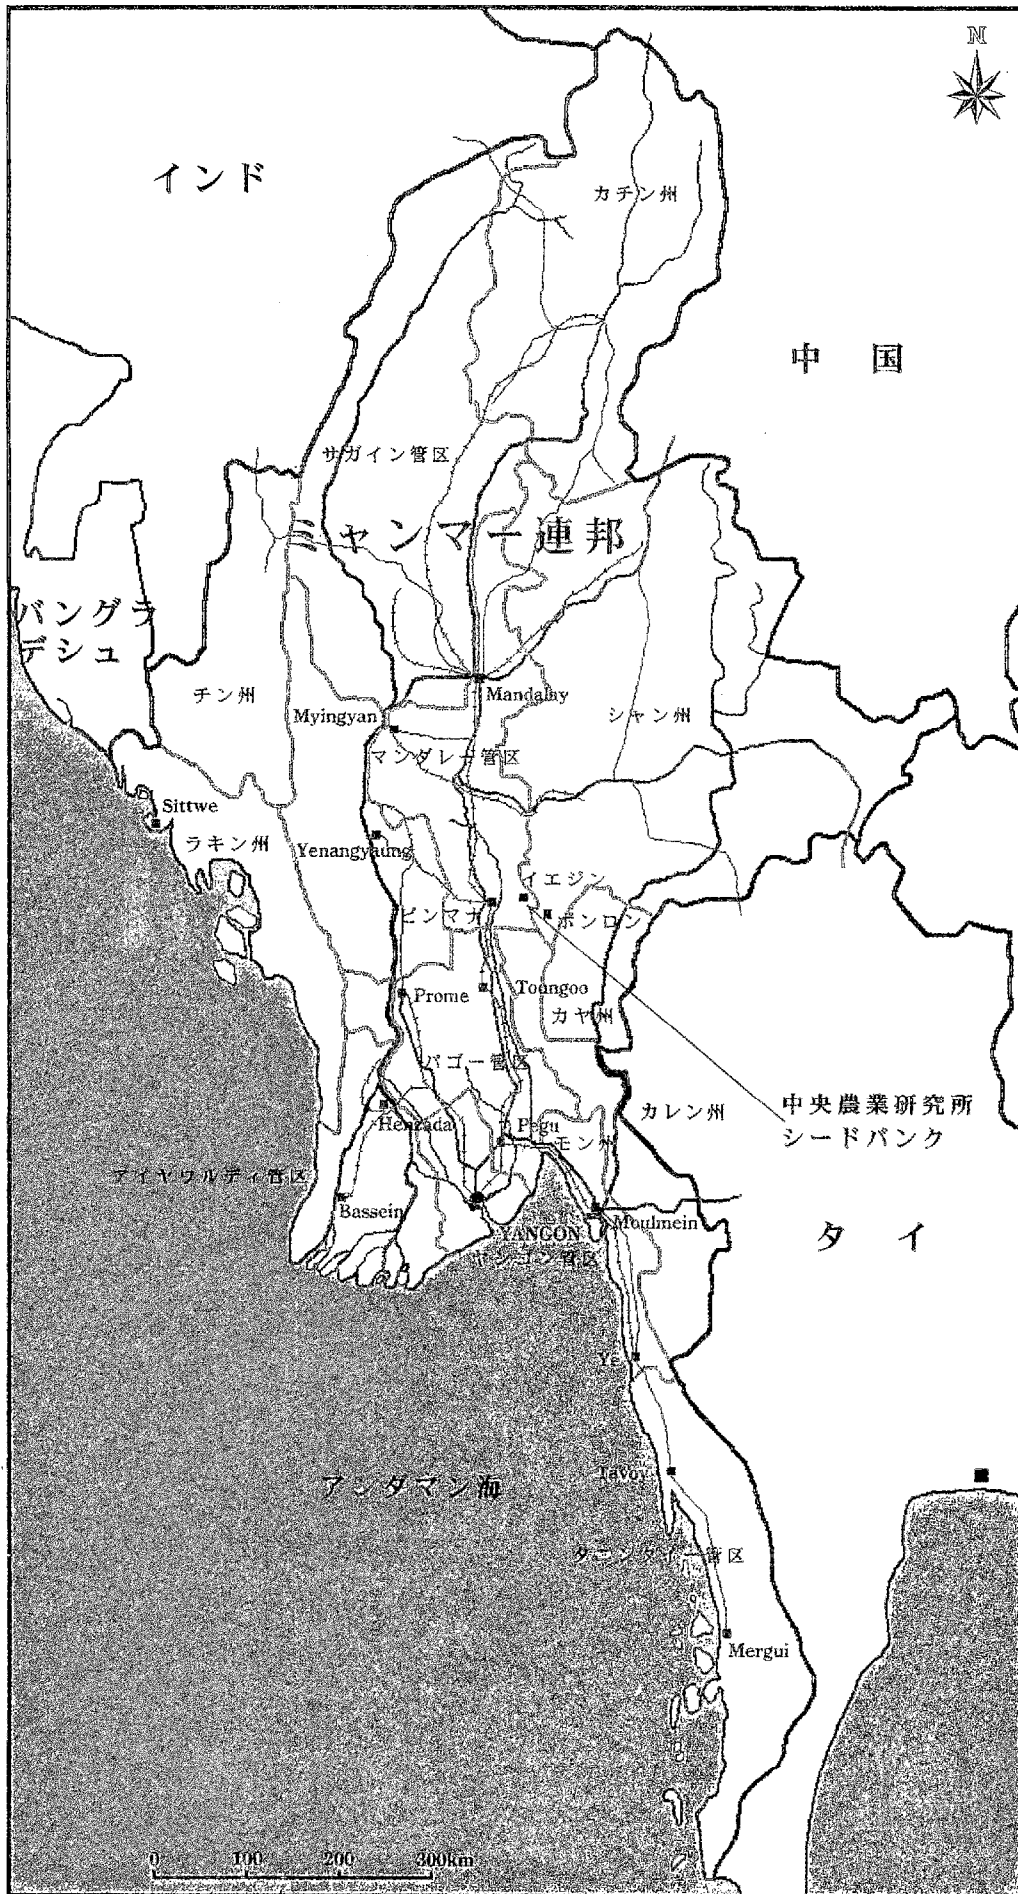 N
インド
カチン州
中国
サガイン管区
ミャンマー連邦
バングラ
デシュ
チン州
Mandalay
Myingyan
シャン州
マンダレー管区
Sittwe
ラキン州
Yenangyaung
イエジン
ピンマナ
ポンロン
Prome
Toungoo
カヤ州
バゴー管区
中央農業研究所
シードバンク
カレン州
Henzada
Pegu
モン州
アイヤワルディ管区
Bassein
Moulmein
YANGON
ヤンゴン管区
タイ
Ye
Tavoy
アンダマン海
タニンダイー管区
Mergui
0 100 200 300km